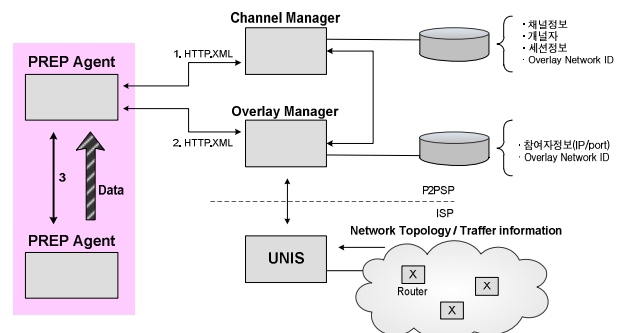 Channel Manager
· 채널정보
· 개널자
· 세션정보
· Overlay Network ID
PREP Agent
1. HTTP.XML
Overlay Manager
2. HTTP.XML
· 참여자정보(IP/port)
· Overlay Network ID
3
Data
P2PSP
ISP
PREP Agent
UNIS
Network Topology / Traffer information
X
Router
X
X